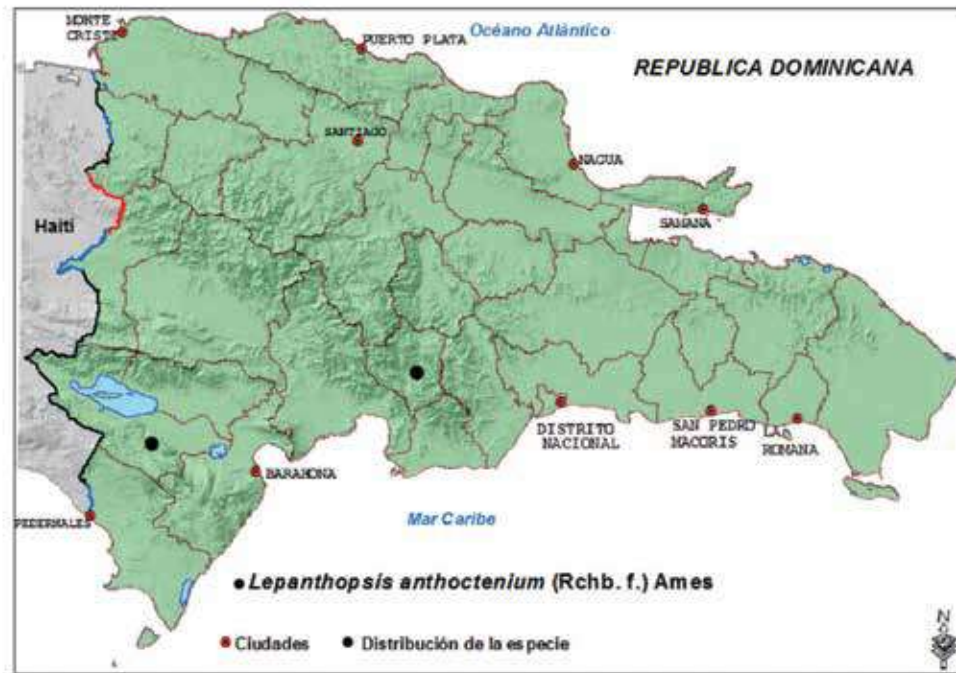 MONTE
CRISTI
PUERTO PLATA
Océano Atlántico
REPUBLICA DOMINICANA
SANTIAGO
NAGUA
SAMANA
Haití
DISTRITO
NACIONAL
SAN PEDRO
MACORIS
LA
ROMANA
BARAHONA
PEDERNALES
Mar Caribe
Lepanthopsis anthoctenium (Rchb. f.) Ames
Ciudades
Distribución de la especie
N